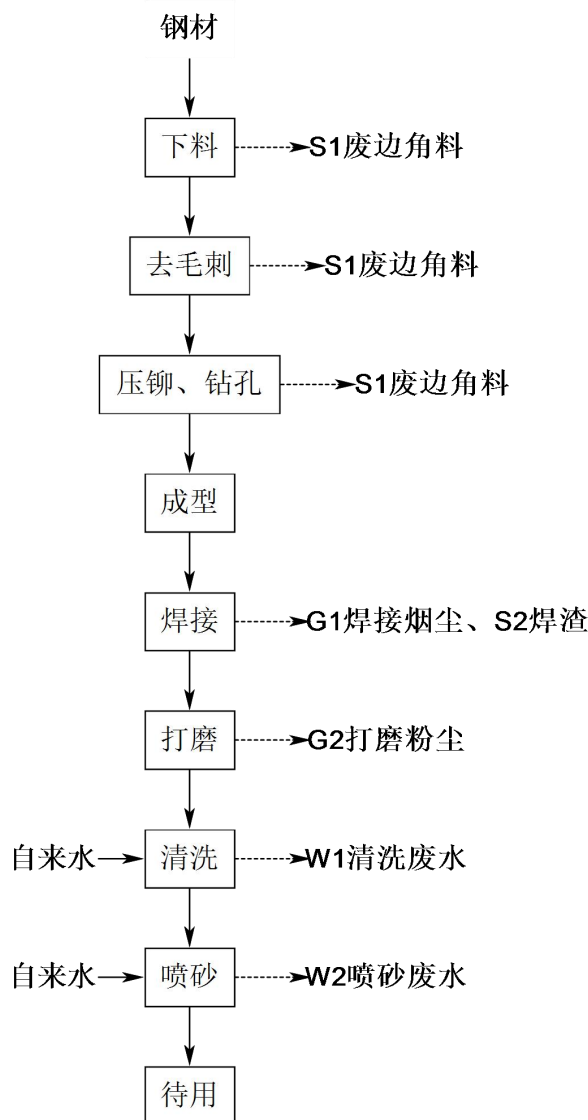 钢材
下料 S1废边角料
去毛刺 S1废边角料
压铆、钻孔 S1废边角料
成型
焊接 G1焊接烟尘、S2焊渣
打磨 G2打磨粉尘
自来水 清洗 W1清洗废水
自来水 喷砂 W2喷砂废水
待用